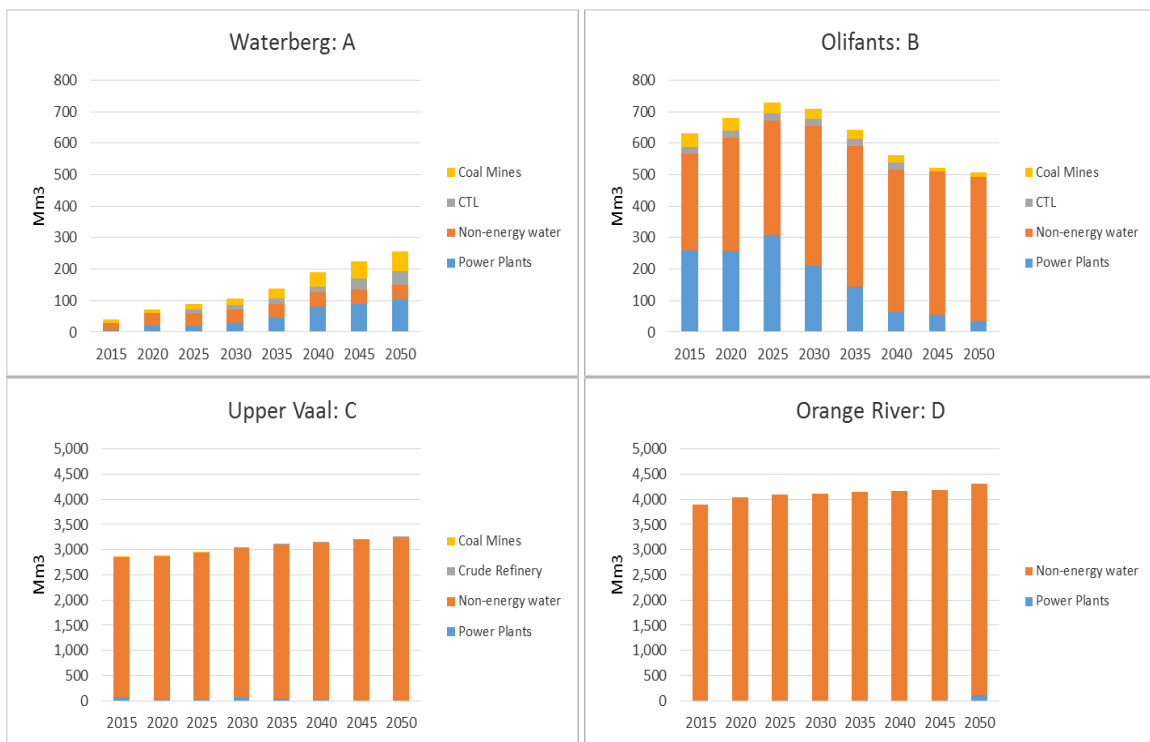 Waterberg: A
800
700
600
500
400
300
200
100
0
Mm3
2015 2020 2025 2030 2035 2040 2045 2050
Coal Mines
CTL
Non-energy water
Power Plants
Olifants: B
800
700
600
500
400
300
200
100
0
Mm3
2015 2020 2025 2030 2035 2040 2045 2050
Coal Mines
CTL
Non-energy water
Power Plants
Upper Vaal: C
5,000
4,500
4,000
3,500
3,000
2,500
2,000
1,500
1,000
500
0
Mm3
2015 2020 2025 2030 2035 2040 2045 2050
Coal Mines
Crude Refinery
Non-energy water
Power Plants
Orange River: D
5,000
4,500
4,000
3,500
3,000
2,500
2,000
1,500
1,000
500
0
Mm3
2015 2020 2025 2030 2035 2040 2045 2050
Non-energy water
Power Plants